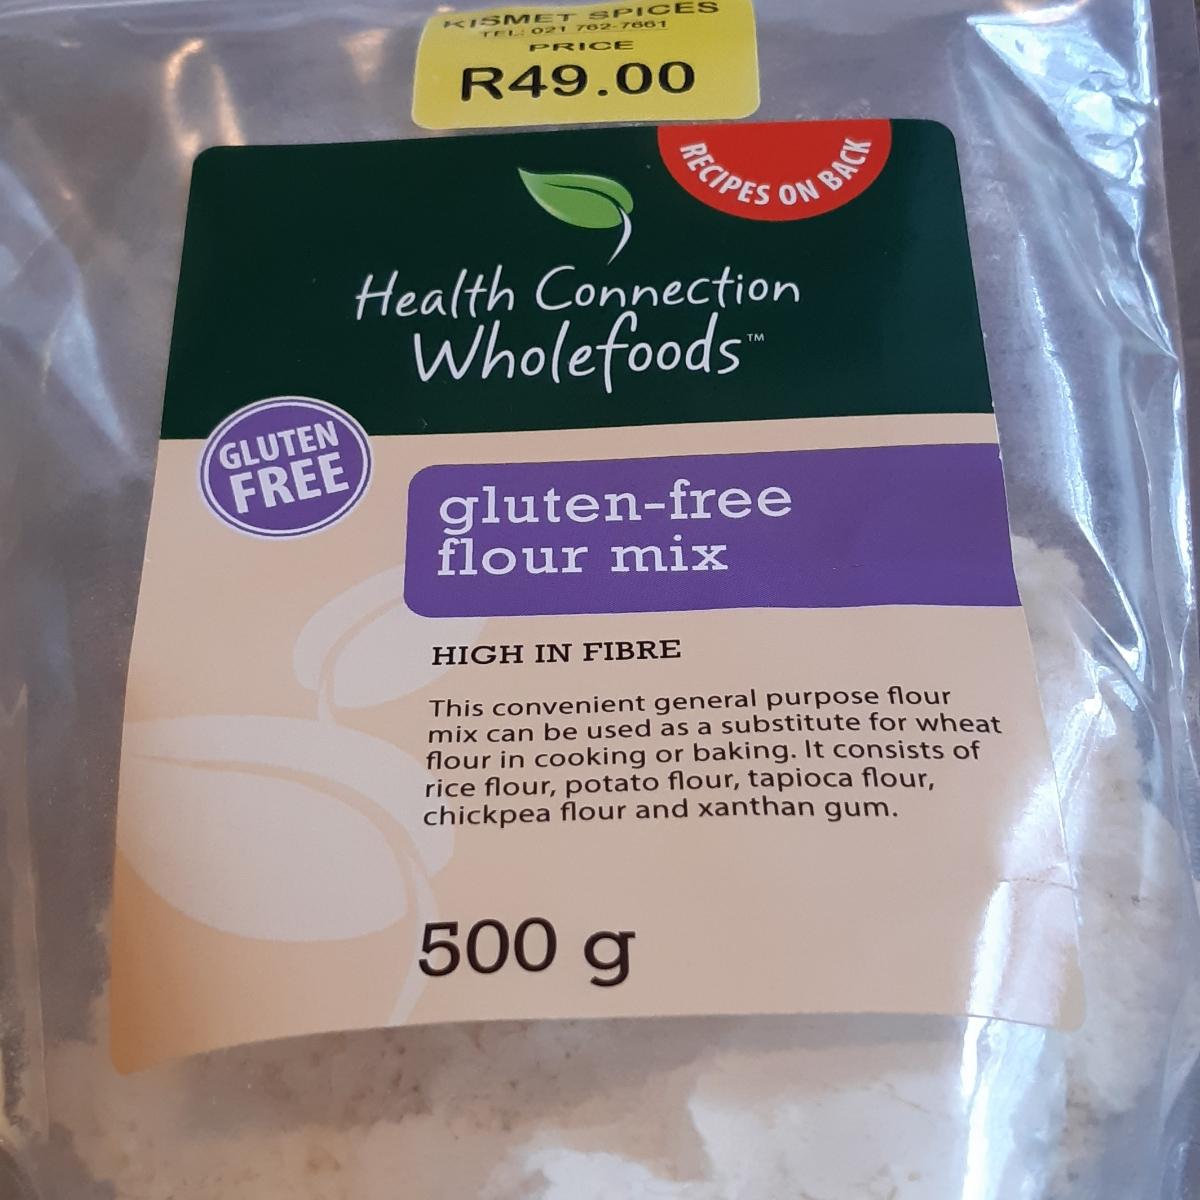 KISMET SPICES
TEL: 021 762-7661
PRICE
R49.00
RECIPES ON BACK
Health Connection
Wholefoods™
GLUTEN
FREE
gluten-free
flour mix
HIGH IN FIBRE
This convenient general purpose flour
mix can be used as a substitute for wheat
flour in cooking or baking. It consists of
rice flour, potato flour, tapioca flour,
chickpea flour and xanthan gum.
500 g